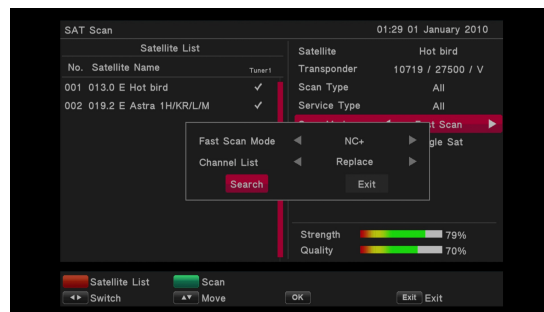 SAT Scan 01:29 01 January 2010
Satellite List
No. Satellite Name Tuner1
001 013.0 E Hot bird ✓
002 019.2 E Astra 1H/KR/L/M ✓
Satellite Hot bird
Transponder 10719 / 27500 / V
Scan Type All
Service Type All
st Scan
gle Sat
Fast Scan Mode NC+
Channel List Replace
Search Exit
Strength 79%
Quality 70%
Satellite List Scan
Switch Move OK Exit Exit